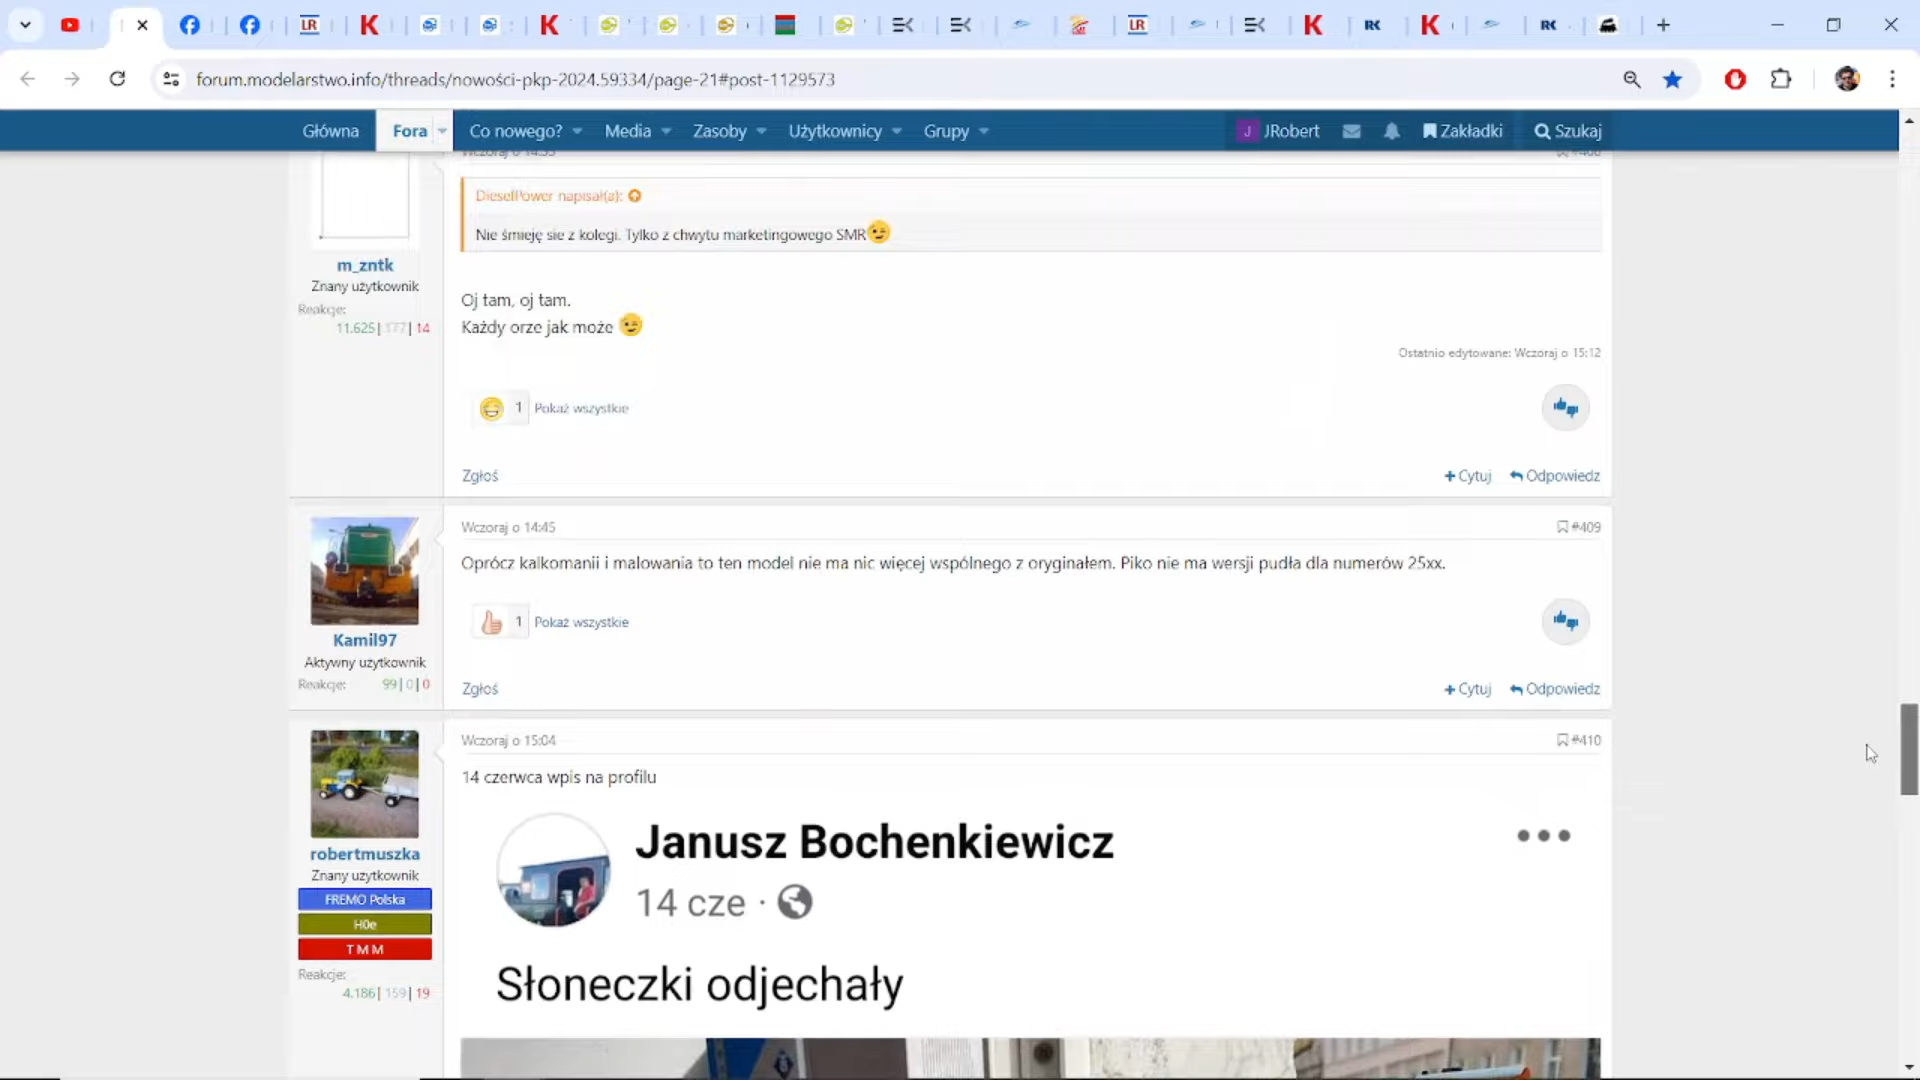 forum.modelarstwo.info/threads/nowości-pkp-2024.59334/page-21#post-1129573
Główna
Fora
Co nowego?
Media
Zasoby
Użytkownicy
Grupy
J
JRobert
Zakładki
Szukaj
DieselPower napisał(a):
Nie śmieję sie z kolegi. Tylko z chwytu marketingowego SMR
m_zntk
Znany użytkownik
Reakcje:
11.625| 177| 14
Oj tam, oj tam.
Każdy orze jak może
Ostatnio edytowane: Wczoraj o 15:12
1 Pokaż wszystkie
Zgłoś
+ Cytuj
Odpowiedz
Kamil97
Aktywny użytkownik
Reakcje: 99|0|0
Wczoraj o 14:45
#409
Oprócz kalkomanii i malowania to ten model nie ma nic więcej wspólnego z oryginałem. Piko nie ma wersji pudła dla numerów 25xx.
1 Pokaż wszystkie
Zgłoś
+ Cytuj
Odpowiedz
robertmuszka
Znany użytkownik
FREMO Polska
H0e
T M M
Reakcje:
4.186| 159| 19
Wczoraj o 15:04
#410
14 czerwca wpis na profilu
Janusz Bochenkiewicz
14 cze ·
Słoneczki odjechały